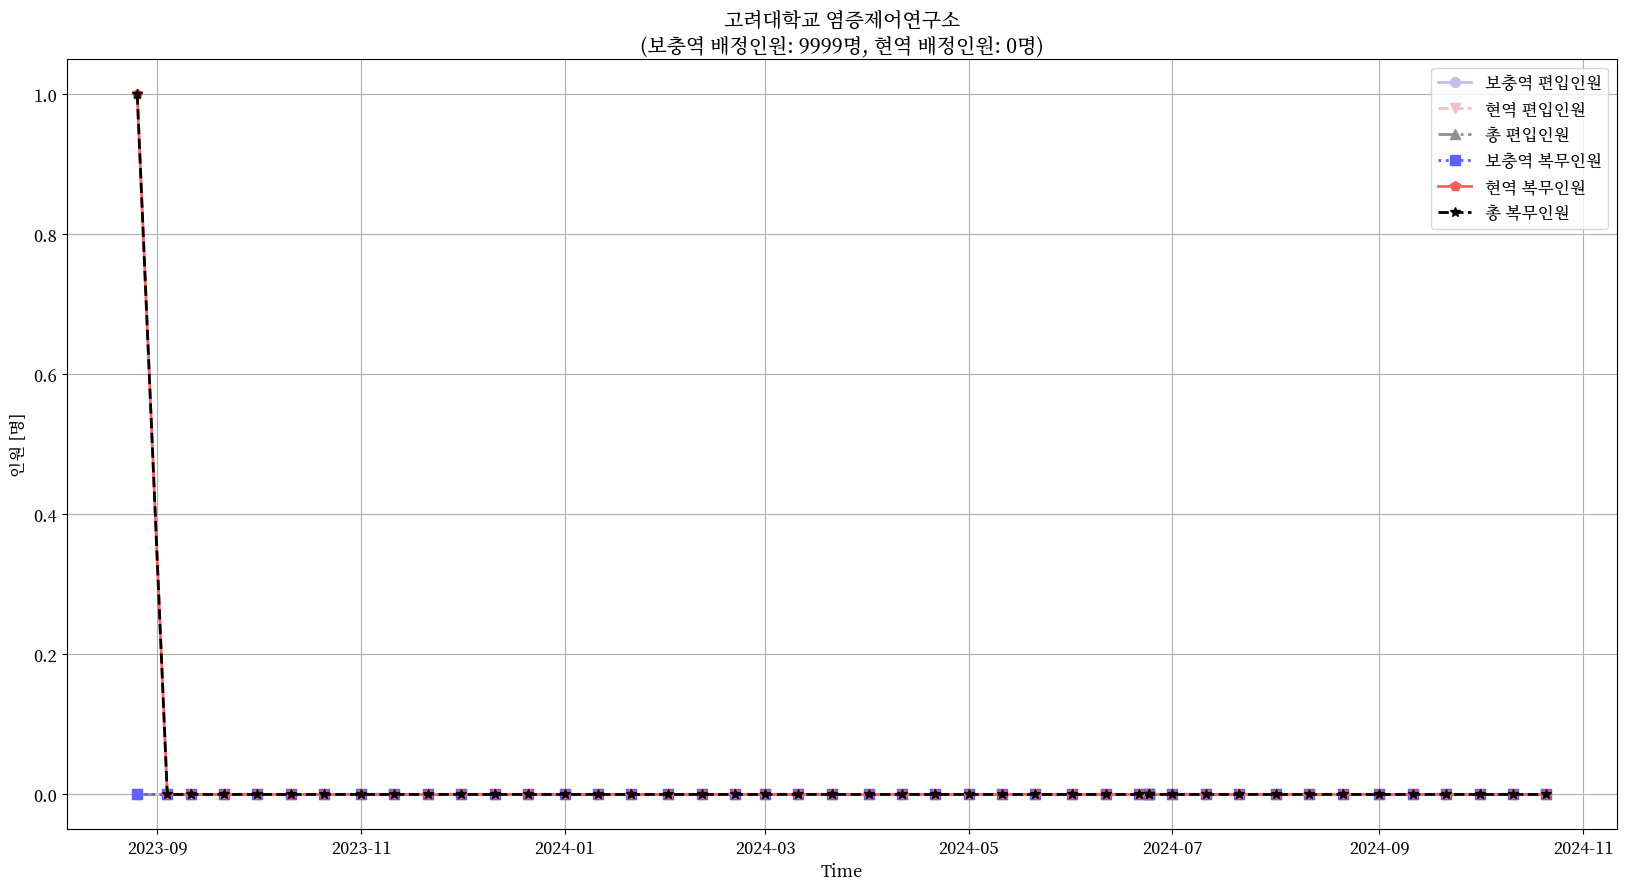 고려대학교 염증제어연구소
(보충역 배정인원: 9999명, 현역 배정인원: 0명)
보충역 편입인원
현역 편입인원
총 편입인원
보충역 복무인원
현역 복무인원
총 복무인원
1.0
0.8
0.6
0.4
0.2
0.0
인원 [명]
2023-09
2023-11
2024-01
2024-03
2024-05
2024-07
2024-09
2024-11
Time